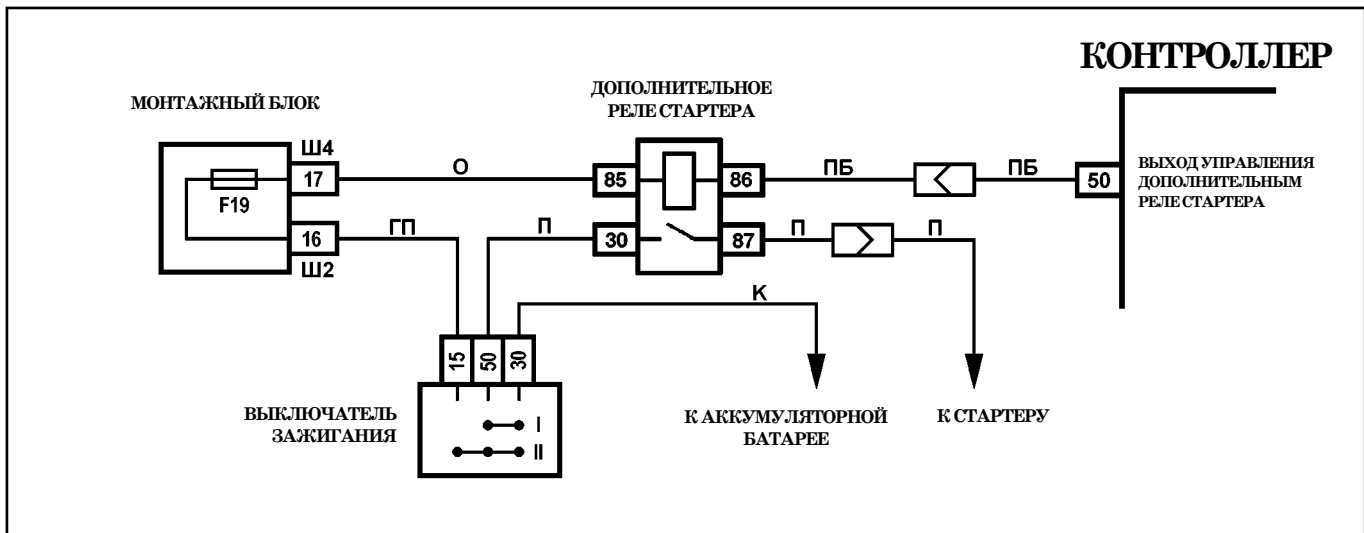 КОНТРОЛЛЕР
МОНТАЖНЫЙ БЛОК
ДОПОЛНИТЕЛЬНОЕ
РЕЛЕ СТАРТЕРА
Ш4
17
F19
16
Ш2
О
ГП
П
85
86
30
87
ПБ
ПБ
П
П
50
ВЫХОД УПРАВЛЕНИЯ
ДОПОЛНИТЕЛЬНЫМ
РЕЛЕ СТАРТЕРА
К
15
50
30
I
II
ВЫКЛЮЧАТЕЛЬ
ЗАЖИГАНИЯ
К АККУМУЛЯТОРНОЙ
БАТАРЕЕ
К СТАРТЕРУ